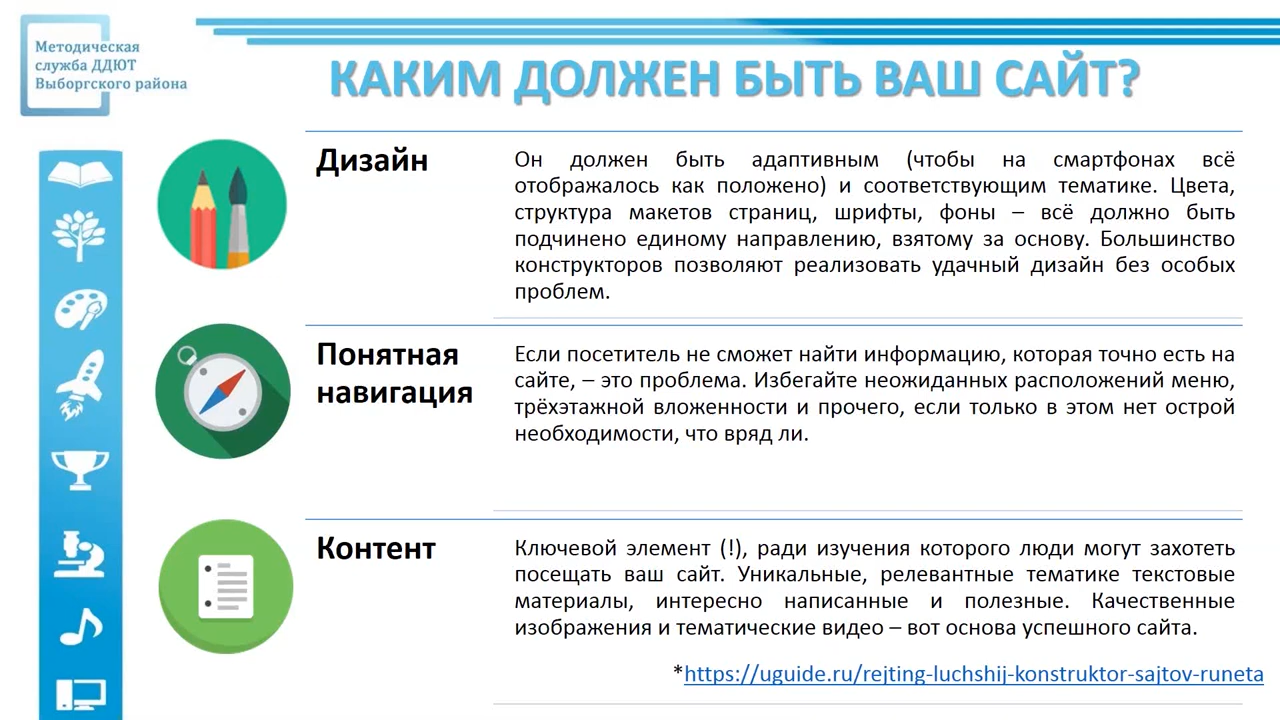 Методическая
служба ДДЮТ
Выборгского района
КАКИМ ДОЛЖЕН БЫТЬ ВАШ САЙТ?
Дизайн
Он должен быть адаптивным (чтобы на смартфонах всё
отображалось как положено) и соответствующим тематике. Цвета,
структура макетов страниц, шрифты, фоны – всё должно быть
подчинено единому направлению, взятому за основу. Большинство
конструкторов позволяют реализовать удачный дизайн без особых
проблем.
Понятная
навигация
Если посетитель не сможет найти информацию, которая точно есть на
сайте, – это проблема. Избегайте неожиданных расположений меню,
трёхэтажной вложенности и прочего, если только в этом нет острой
необходимости, что вряд ли.
Контент
Ключевой элемент (!), ради изучения которого люди могут захотеть
посещать ваш сайт. Уникальные, релевантные тематике текстовые
материалы, интересно написанные и полезные. Качественные
изображения и тематические видео – вот основа успешного сайта.
*https://uguide.ru/rejting-luchshij-konstruktor-sajtov-runeta